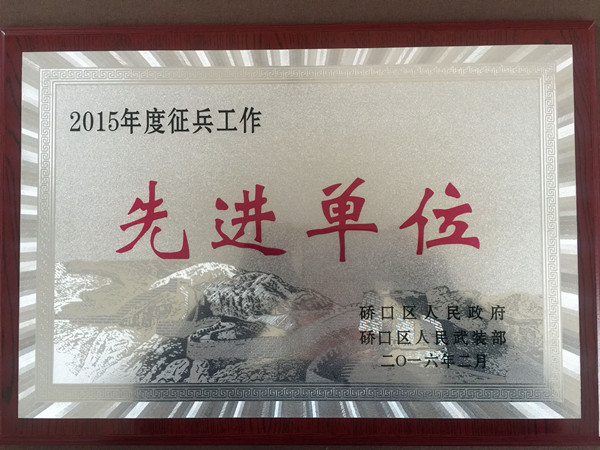 2015年度征兵工作
先进单位
硚口区人民政府
硚口区人民武装部
二〇一六年二月